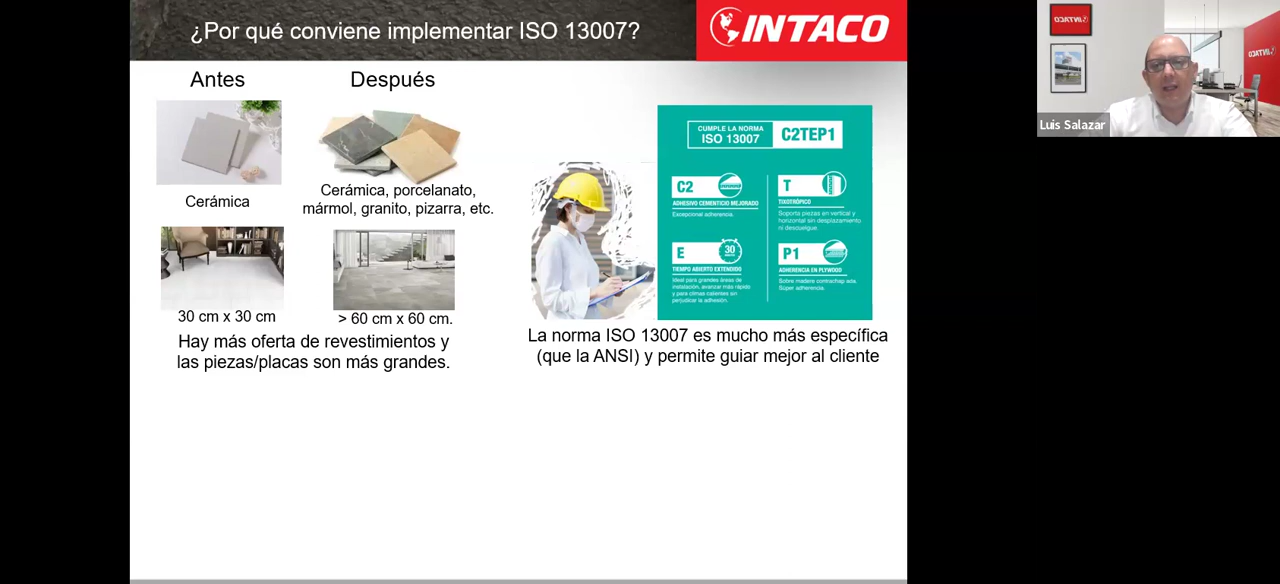 ¿Por qué conviene implementar ISO 13007?
INTACO
Antes
Después
Cerámica
Cerámica, porcelanato,
mármol, granito, pizarra, etc.
30 cm x 30 cm
> 60 cm x 60 cm.
Hay más oferta de revestimientos y
las piezas/placas son más grandes.
CUMPLE LA NORMA
ISO 13007
C2TEP1
C2
ADHESIVO CEMENTICIO MEJORADO
Excepcional adherencia.
T
TIXOTRÓPICO
Soporta piezas en vertical y
horizontal sin desplazamiento
ni descuelgue.
E
30
TIEMPO ABIERTO EXTENDIDO
Ideal para grandes áreas de
instalación, avanzar más rápido
y para climas calientes sin
perjudicar la adhesión.
P1
ADHERENCIA EN PLYWOOD
Sobre madera contrachapada.
Súper adherencia.
La norma ISO 13007 es mucho más específica
(que la ANSI) y permite guiar mejor al cliente
INTACO
INTACO
Luis Salazar